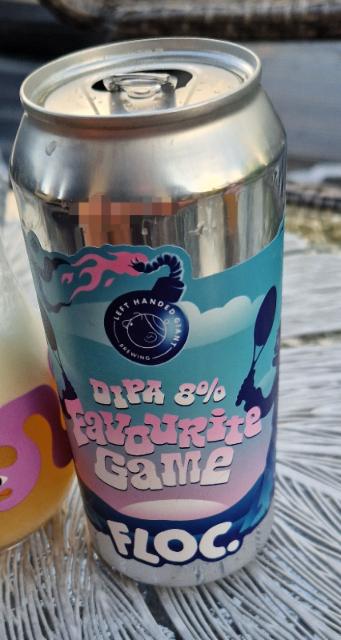 LEFT HANDED GIANT
BREWING
DIPA 8%
Favourite
Game
FLOC.